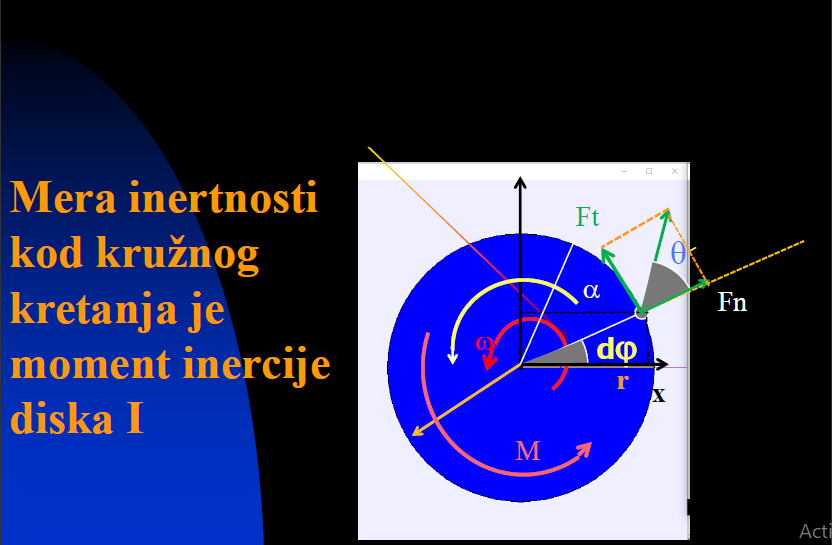 Mera inertnosti
kod kružnog
kretanja je
moment inercije
diska I
Ft
θ
α
Fn
ω
dφ
r
x
M
Acti